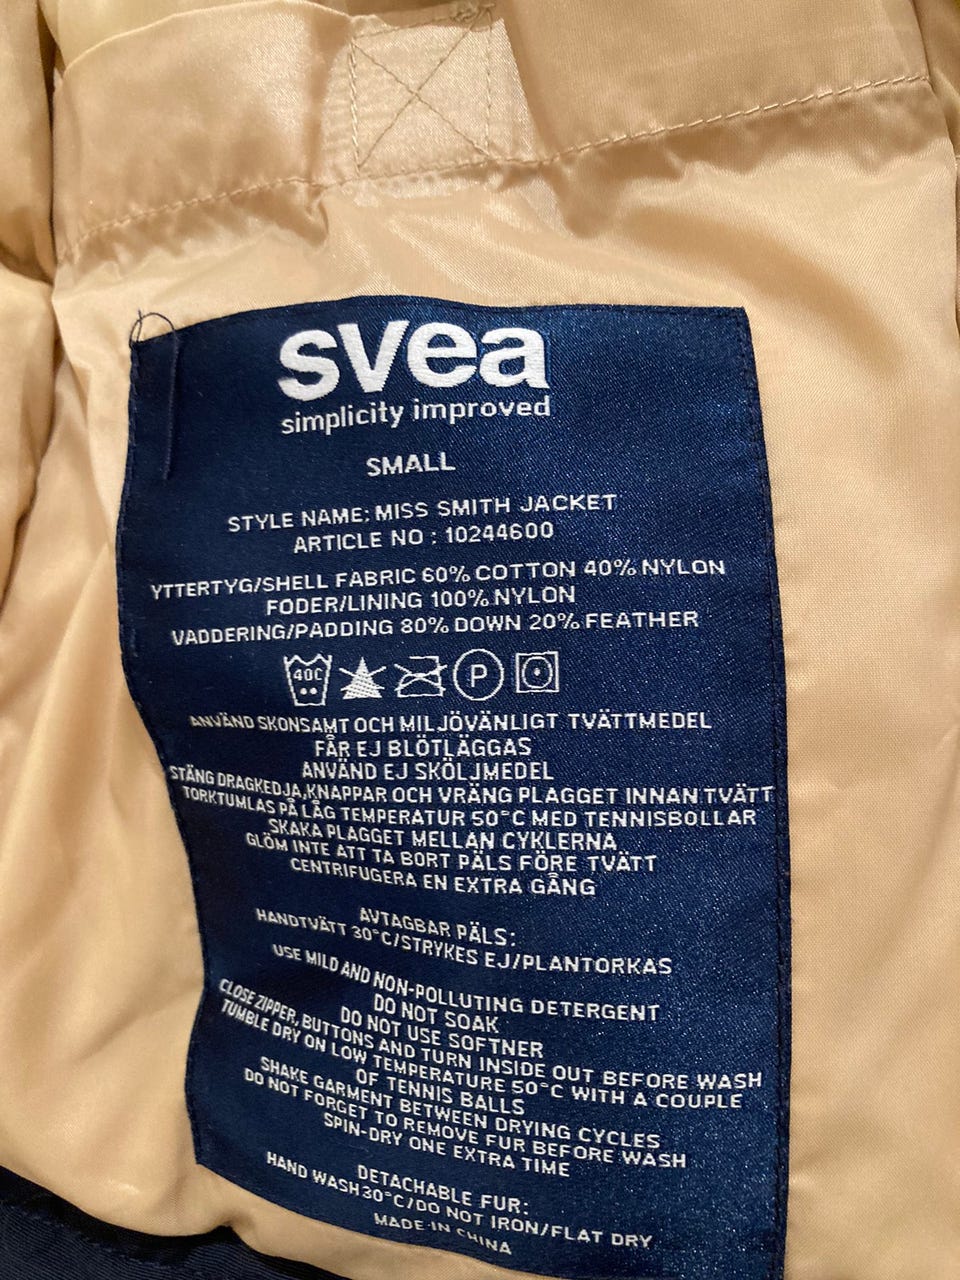 svea
simplicity improved
SMALL
STYLE NAME: MISS SMITH JACKET
ARTICLE NO : 10244600
YTTERTYG/SHELL FABRIC 60% COTTON 40% NYLON
FODER/LINING 100% NYLON
VADDERING/PADDING 80% DOWN 20% FEATHER
40C P
ANVÄND SKONSAMT OCH MILJÖVÄNLIGT TVÄTTMEDEL
FÅR EJ BLÖTLÄGGAS
ANVÄND EJ SKÖLJMEDEL
STÄNG DRAGKEDJA,KNAPPAR OCH VRÄNG PLAGGET INNAN TVÄTT
TORKTUMLAS PÅ LÅG TEMPERATUR 50°C MED TENNISBOLLAR
SKAKA PLAGGET MELLAN CYKLERNA
GLÖM INTE ATT TA BORT PÄLS FÖRE TVÄTT
CENTRIFUGERA EN EXTRA GÅNG
AVTAGBAR PÄLS:
HANDTVÄTT 30°C/STRYKES EJ/PLANTORKAS
USE MILD AND NON-POLLUTING DETERGENT
DO NOT SOAK
DO NOT USE SOFTNER
CLOSE ZIPPER, BUTTONS AND TURN INSIDE OUT BEFORE WASH
TUMBLE DRY ON LOW TEMPERATURE 50°C WITH A COUPLE
OF TENNIS BALLS
SHAKE GARMENT BETWEEN DRYING CYCLES
DO NOT FORGET TO REMOVE FUR BEFORE WASH
SPIN-DRY ONE EXTRA TIME
DETACHABLE FUR:
HAND WASH 30°C/DO NOT IRON/FLAT DRY
MADE IN CHINA